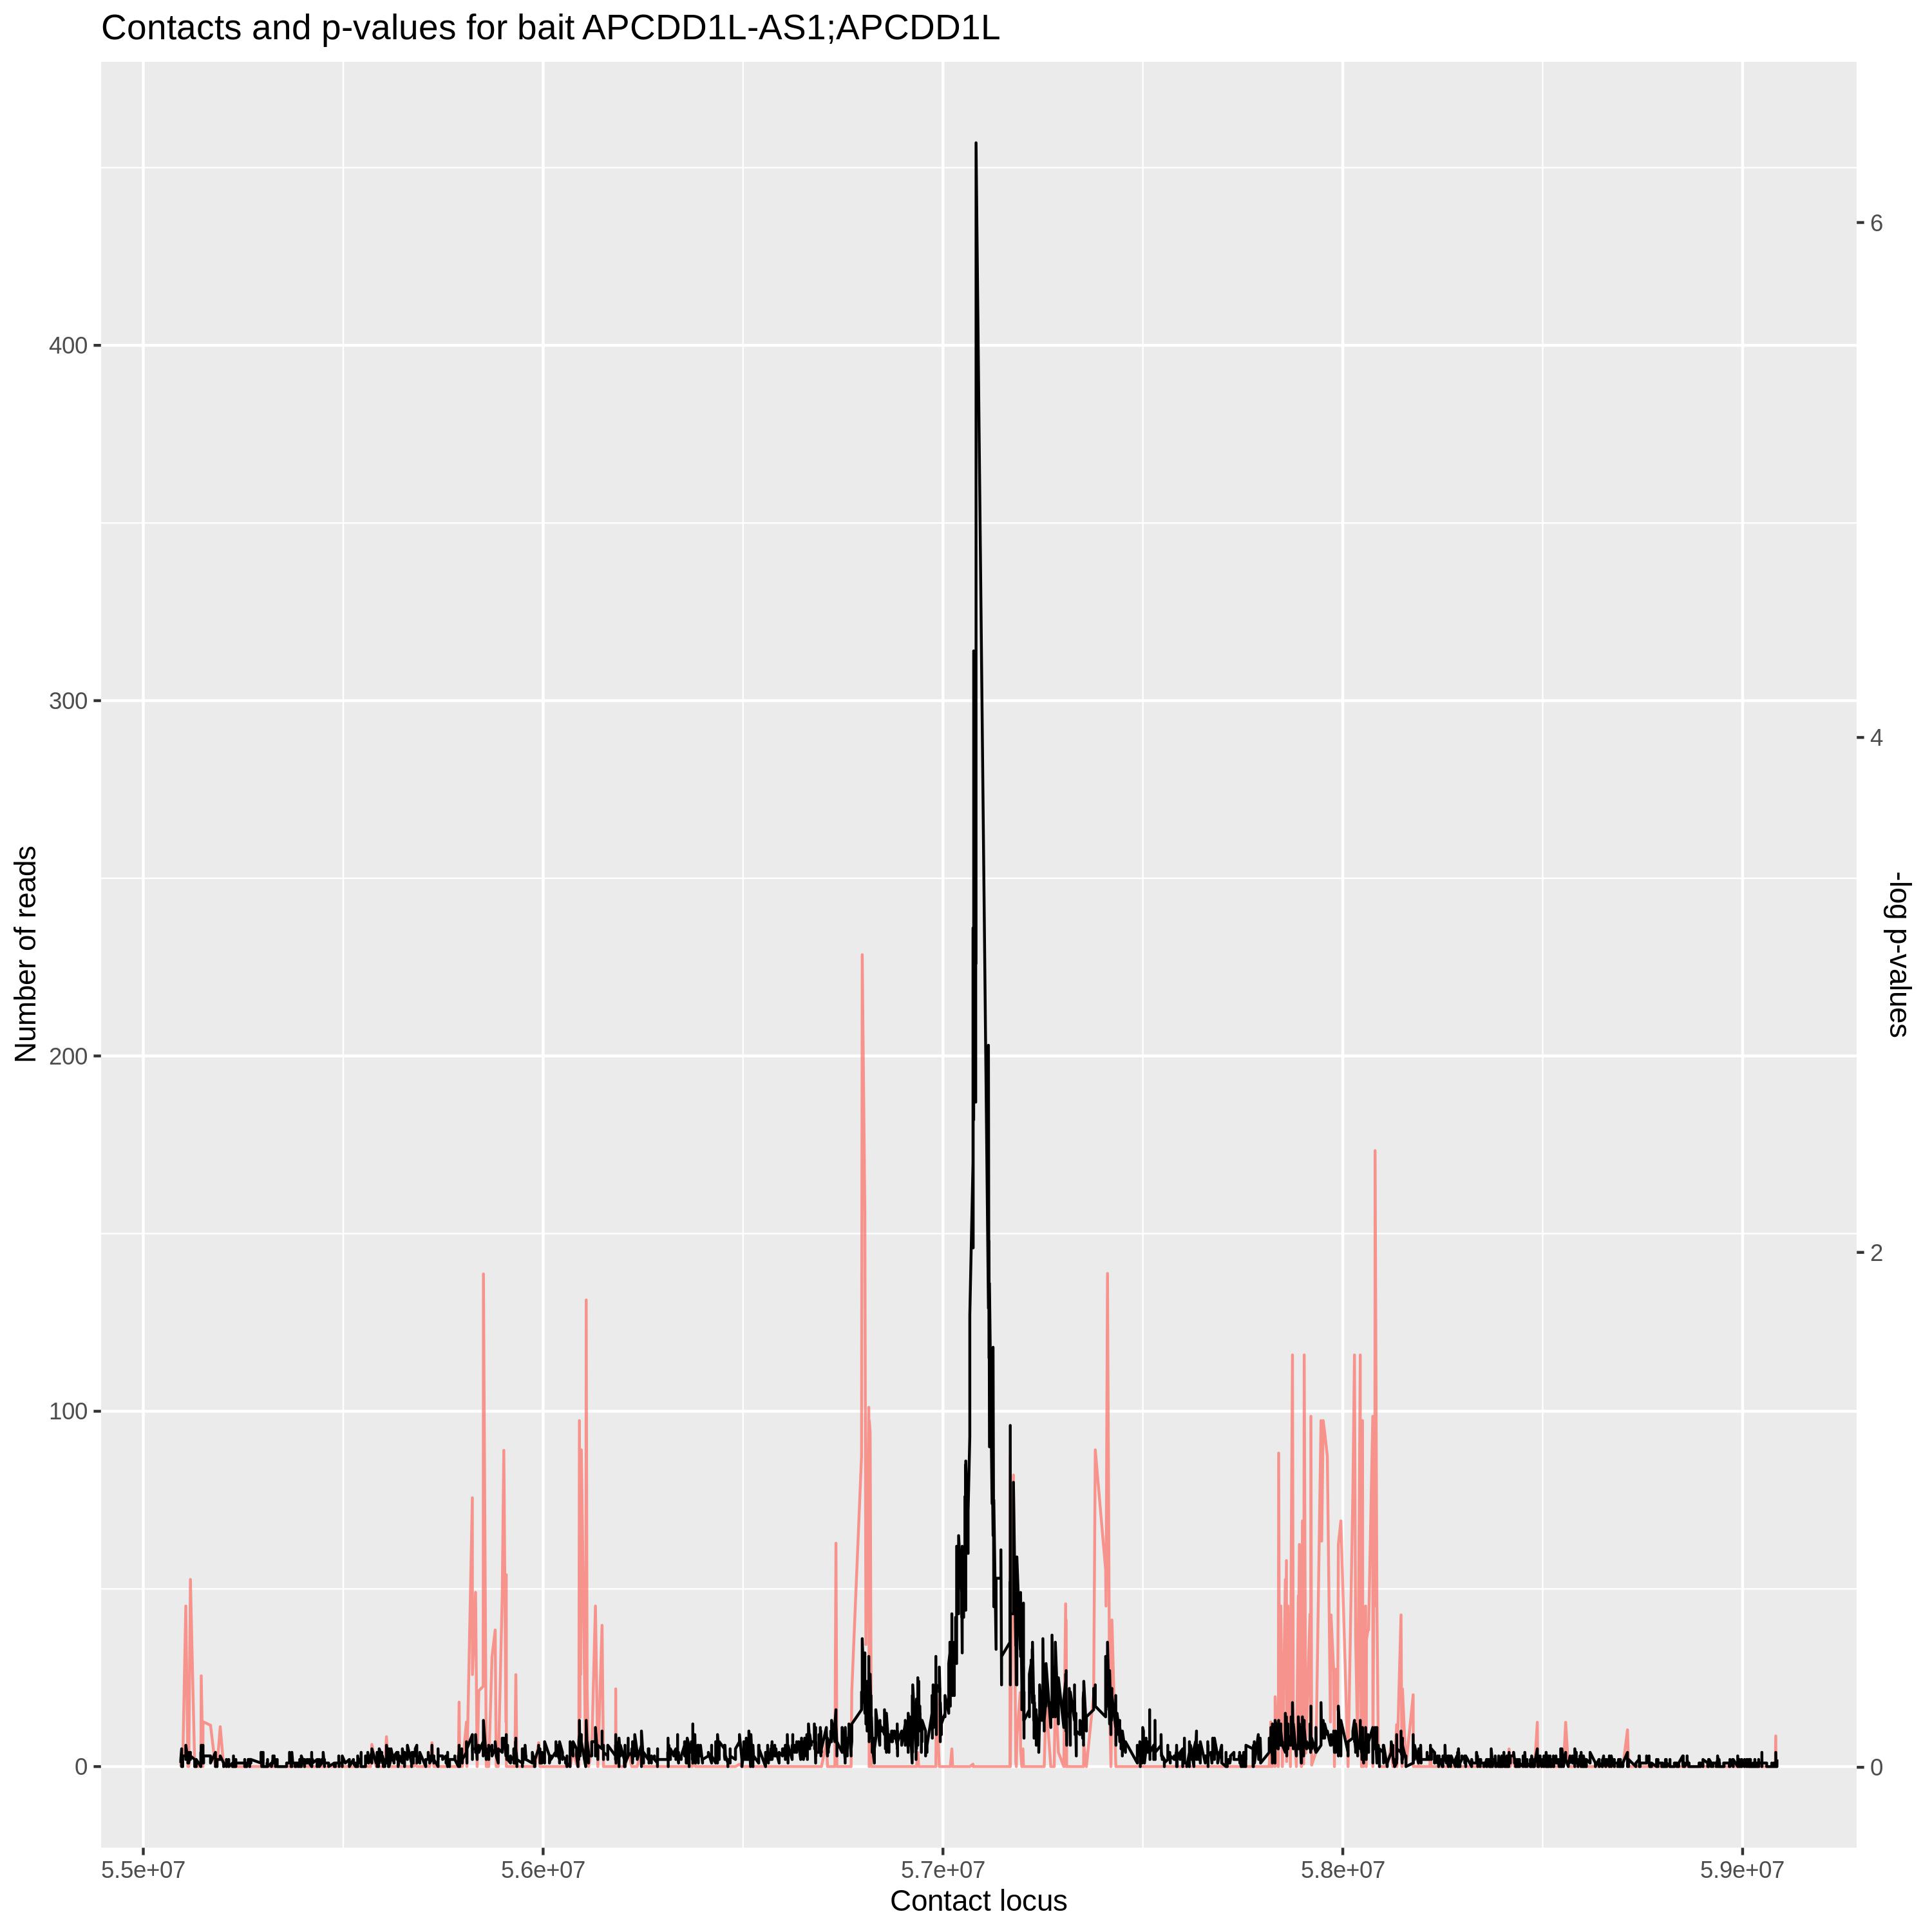 Contacts and p-values for bait APCDD1L-AS1;APCDD1L
Number of reads
400
300
200
100
0
6
4
2
0
-log p-values
5.5e+07
5.6e+07
5.7e+07
5.8e+07
5.9e+07
Contact locus